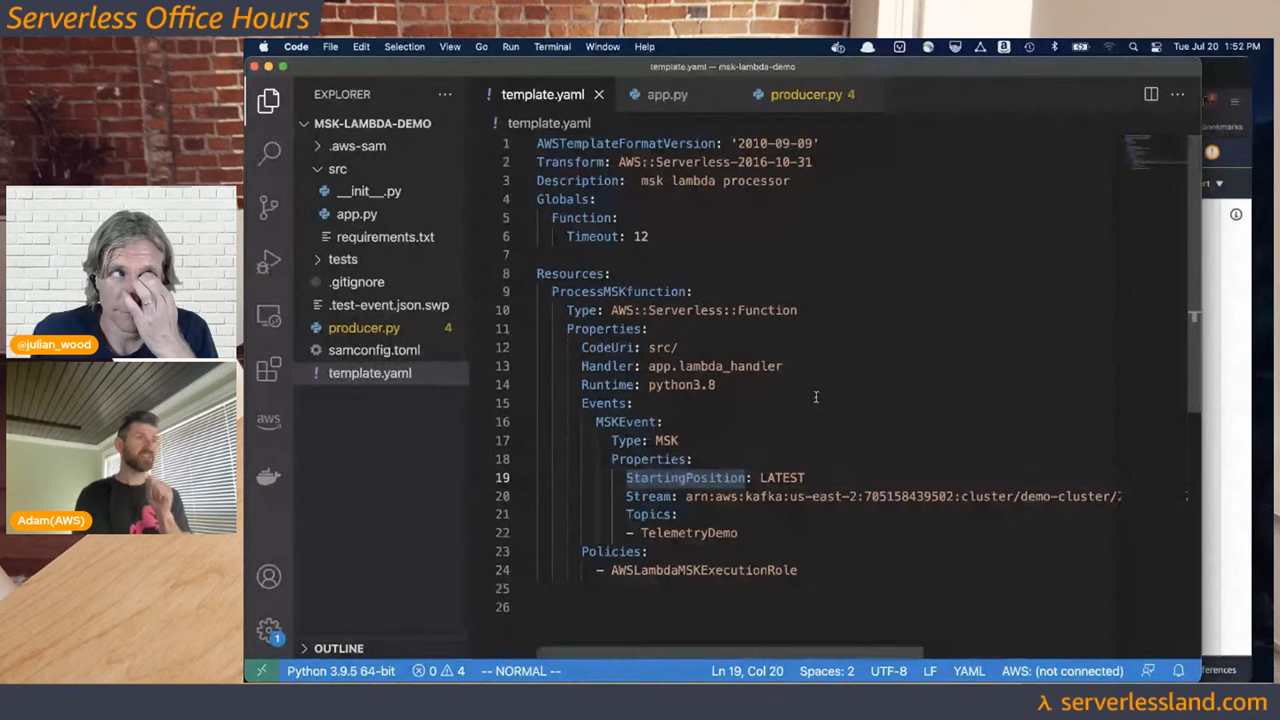 Serverless Office Hours
Code File Edit Selection View Go Run Terminal Window Help
Tue Jul 20 1:52 PM
template.yaml — msk-lambda-demo
EXPLORER
template.yaml
app.py
producer.py 4
MSK-LAMBDA-DEMO
template.yaml
.aws-sam
src
__init__.py
app.py
requirements.txt
tests
.gitignore
.test-event.json.swp
producer.py 4
samconfig.toml
template.yaml
1 AWSTemplateFormatVersion: '2010-09-09'
2 Transform: AWS::Serverless-2016-10-31
3 Description:  msk lambda processor
4 Globals:
5 Function:
6 Timeout: 12
7
8 Resources:
9 ProcessMSKfunction:
10 Type: AWS::Serverless::Function
11 Properties:
12 CodeUri: src/
13 Handler: app.lambda_handler
14 Runtime: python3.8
15 Events:
16 MSKEvent:
17 Type: MSK
18 Properties:
19 StartingPosition: LATEST
20 Stream: arn:aws:kafka:us-east-2:705158439502:cluster/demo-cluster/
21 Topics:
22 - TelemetryDemo
23 Policies:
24 - AWSLambdaMSKExecutionRole
25
26
aws
1
@julian_wood
Adam(AWS)
OUTLINE
Python 3.9.5 64-bit 0 4 -- NORMAL -- Ln 19, Col 20 Spaces: 2 UTF-8 LF YAML AWS: (not connected)
λ serverlessland.com